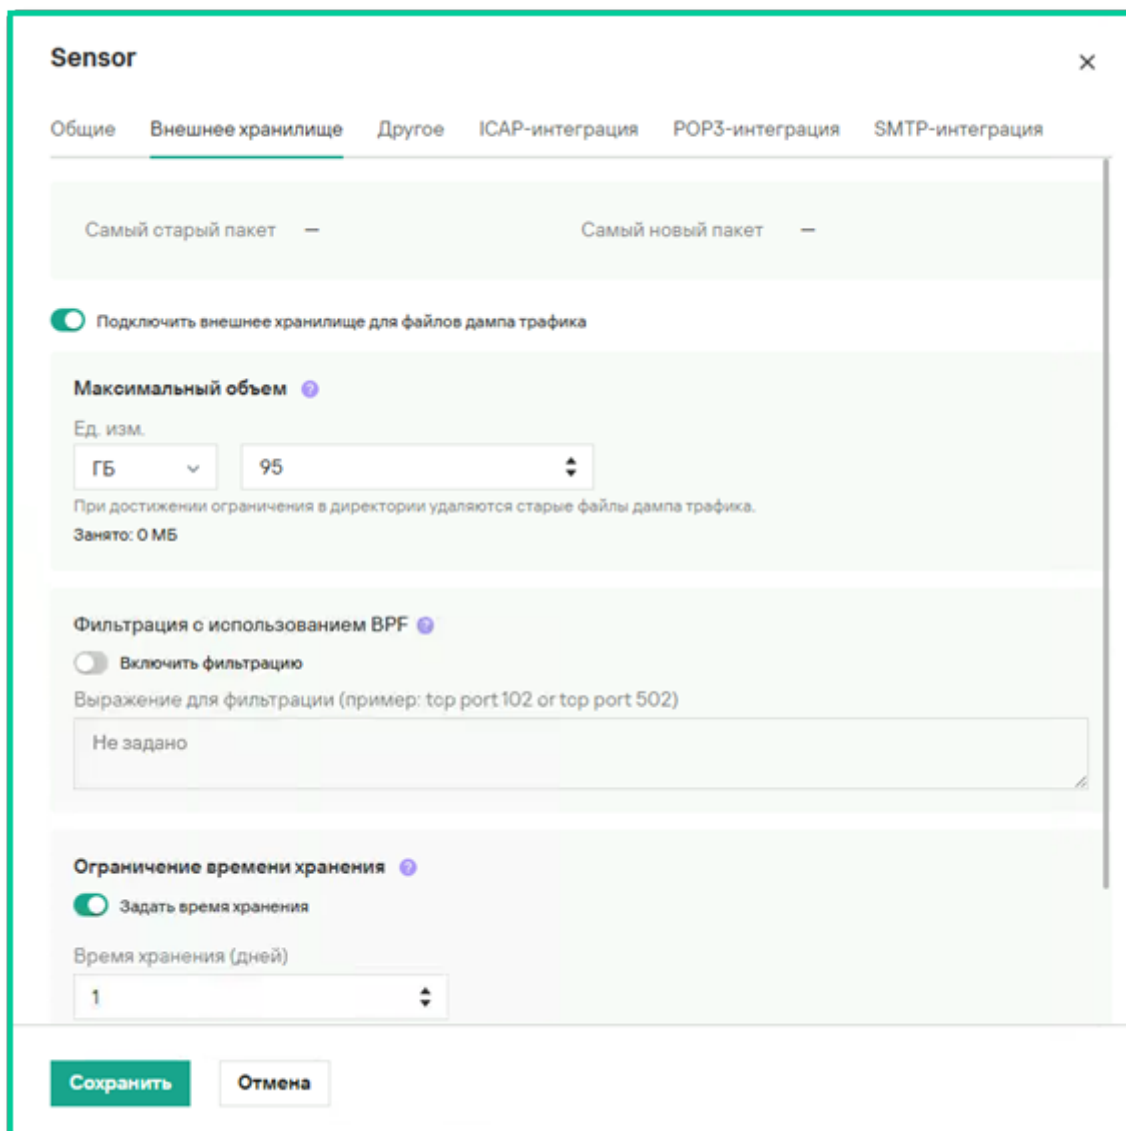 Sensor
Общие Внешнее хранилище Другое ICAP-интеграция POP3-интеграция SMTP-интеграция
Самый старый пакет — Самый новый пакет —
Подключить внешнее хранилище для файлов дампа трафика
Максимальный объем ?
Ед. изм.
ГБ 95
При достижении ограничения в директории удаляются старые файлы дампа трафика.
Занято: 0 МБ
Фильтрация с использованием BPF ?
Включить фильтрацию
Выражение для фильтрации (пример: tcp port 102 or tcp port 502)
Не задано
Ограничение времени хранения ?
Задать время хранения
Время хранения (дней)
1
Сохранить Отмена